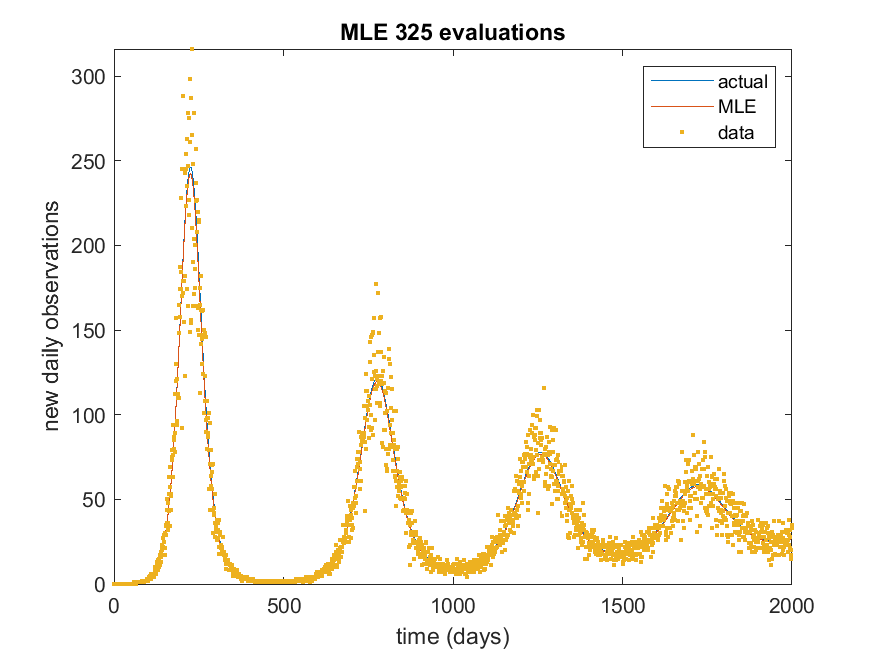 MLE 325 evaluations
new daily observations
300
250
200
150
100
50
0
0 500 1000 1500 2000
time (days)
actual
MLE
data